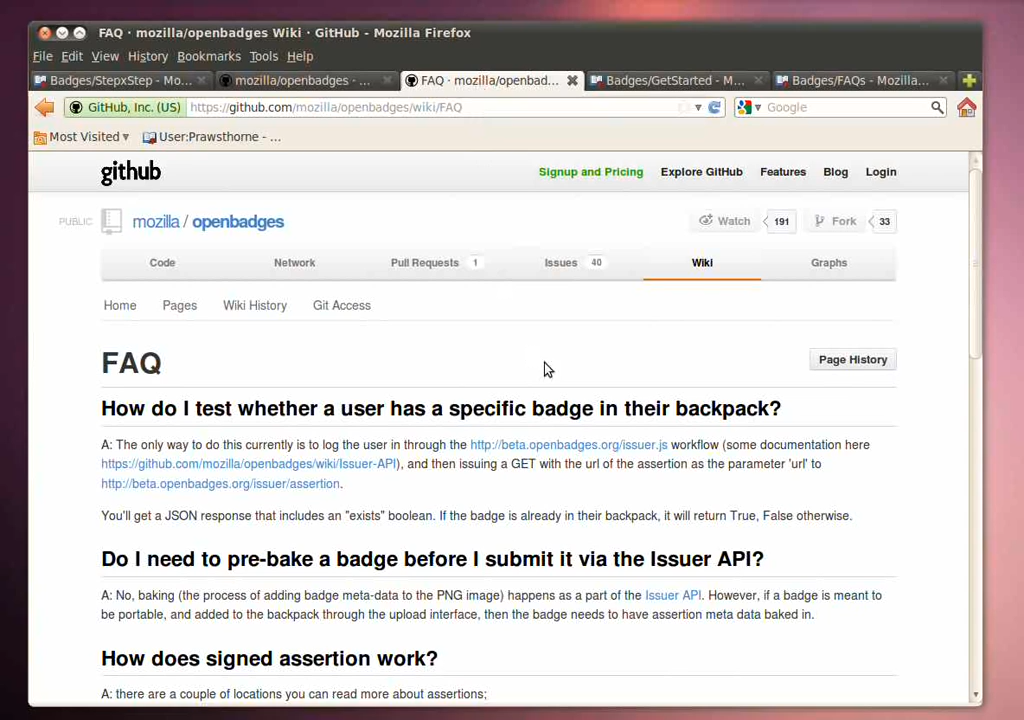 FAQ · mozilla/openbadges Wiki · GitHub - Mozilla Firefox
File Edit View History Bookmarks Tools Help
Badges/StepxStep - Mo... mozilla/openbadges - ... FAQ · mozilla/openbad... Badges/GetStarted - M... Badges/FAQs - Mozilla...
GitHub, Inc. (US) https://github.com/mozilla/openbadges/wiki/FAQ Google
Most Visited User:Prawsthorne - ...
github Signup and Pricing Explore GitHub Features Blog Login
PUBLIC mozilla / openbadges Watch 191 Fork 33
Code Network Pull Requests 1 Issues 40 Wiki Graphs
Home Pages Wiki History Git Access
FAQ Page History
How do I test whether a user has a specific badge in their backpack?
A: The only way to do this currently is to log the user in through the http://beta.openbadges.org/issuer.js workflow (some documentation here
https://github.com/mozilla/openbadges/wiki/Issuer-API), and then issuing a GET with the url of the assertion as the parameter 'url' to
http://beta.openbadges.org/issuer/assertion.
You'll get a JSON response that includes an "exists" boolean. If the badge is already in their backpack, it will return True, False otherwise.
Do I need to pre-bake a badge before I submit it via the Issuer API?
A: No, baking (the process of adding badge meta-data to the PNG image) happens as a part of the Issuer API. However, if a badge is meant to
be portable, and added to the backpack through the upload interface, then the badge needs to have assertion meta data baked in.
How does signed assertion work?
A: there are a couple of locations you can read more about assertions;